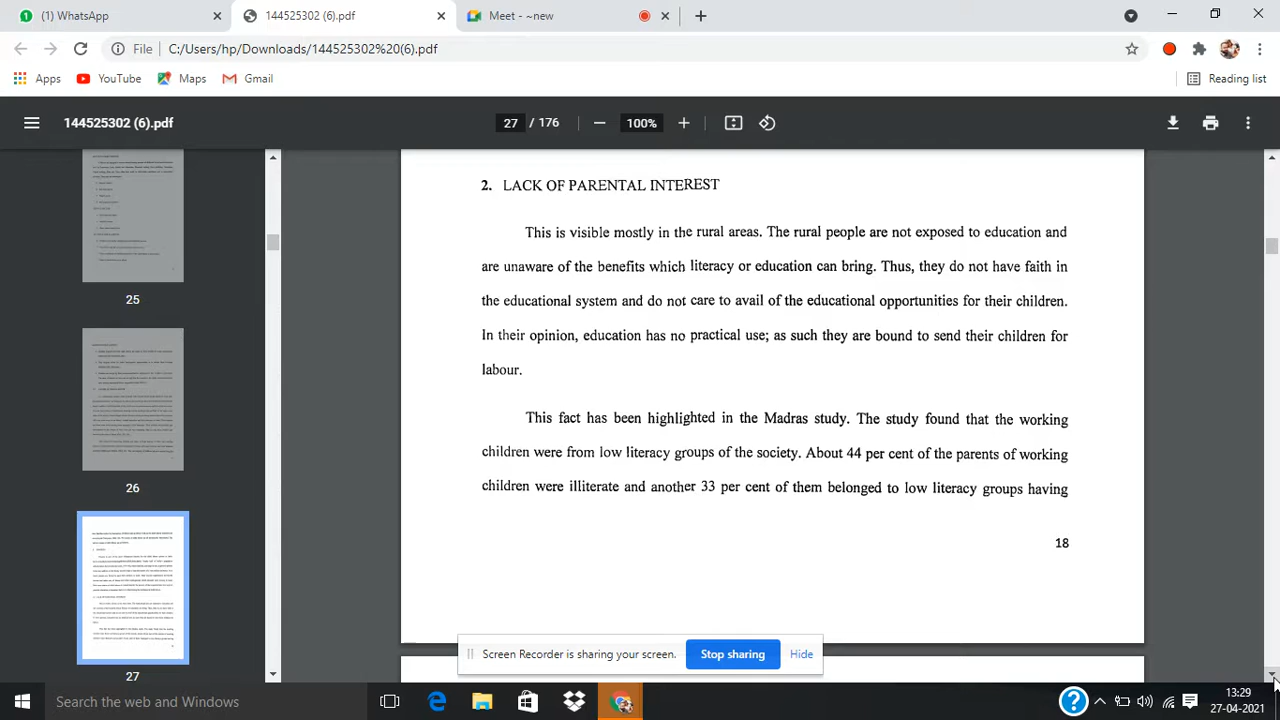 (1) WhatsApp
144525302 (6).pdf
Meet - ~new
File C:/Users/hp/Downloads/144525302%20(6).pdf
Apps YouTube Maps Gmail Reading list
144525302 (6).pdf 27 / 176 100%
25
26
27
2. LACK OF PARENTAL INTEREST
This is visible mostly in the rural areas. The rural people are not exposed to education and
are unaware of the benefits which literacy or education can bring. Thus, they do not have faith in
the educational system and do not care to avail of the educational opportunities for their children.
In their opinion, education has no practical use; as such they are bound to send their children for
labour.
This fact has been highlighted in the Madras study. The study found that the working
children were from low literacy groups of the society. About 44 per cent of the parents of working
children were illiterate and another 33 per cent of them belonged to low literacy groups having
18
Screen Recorder is sharing your screen. Stop sharing Hide
Search the web and Windows
13:29
27-04-2021